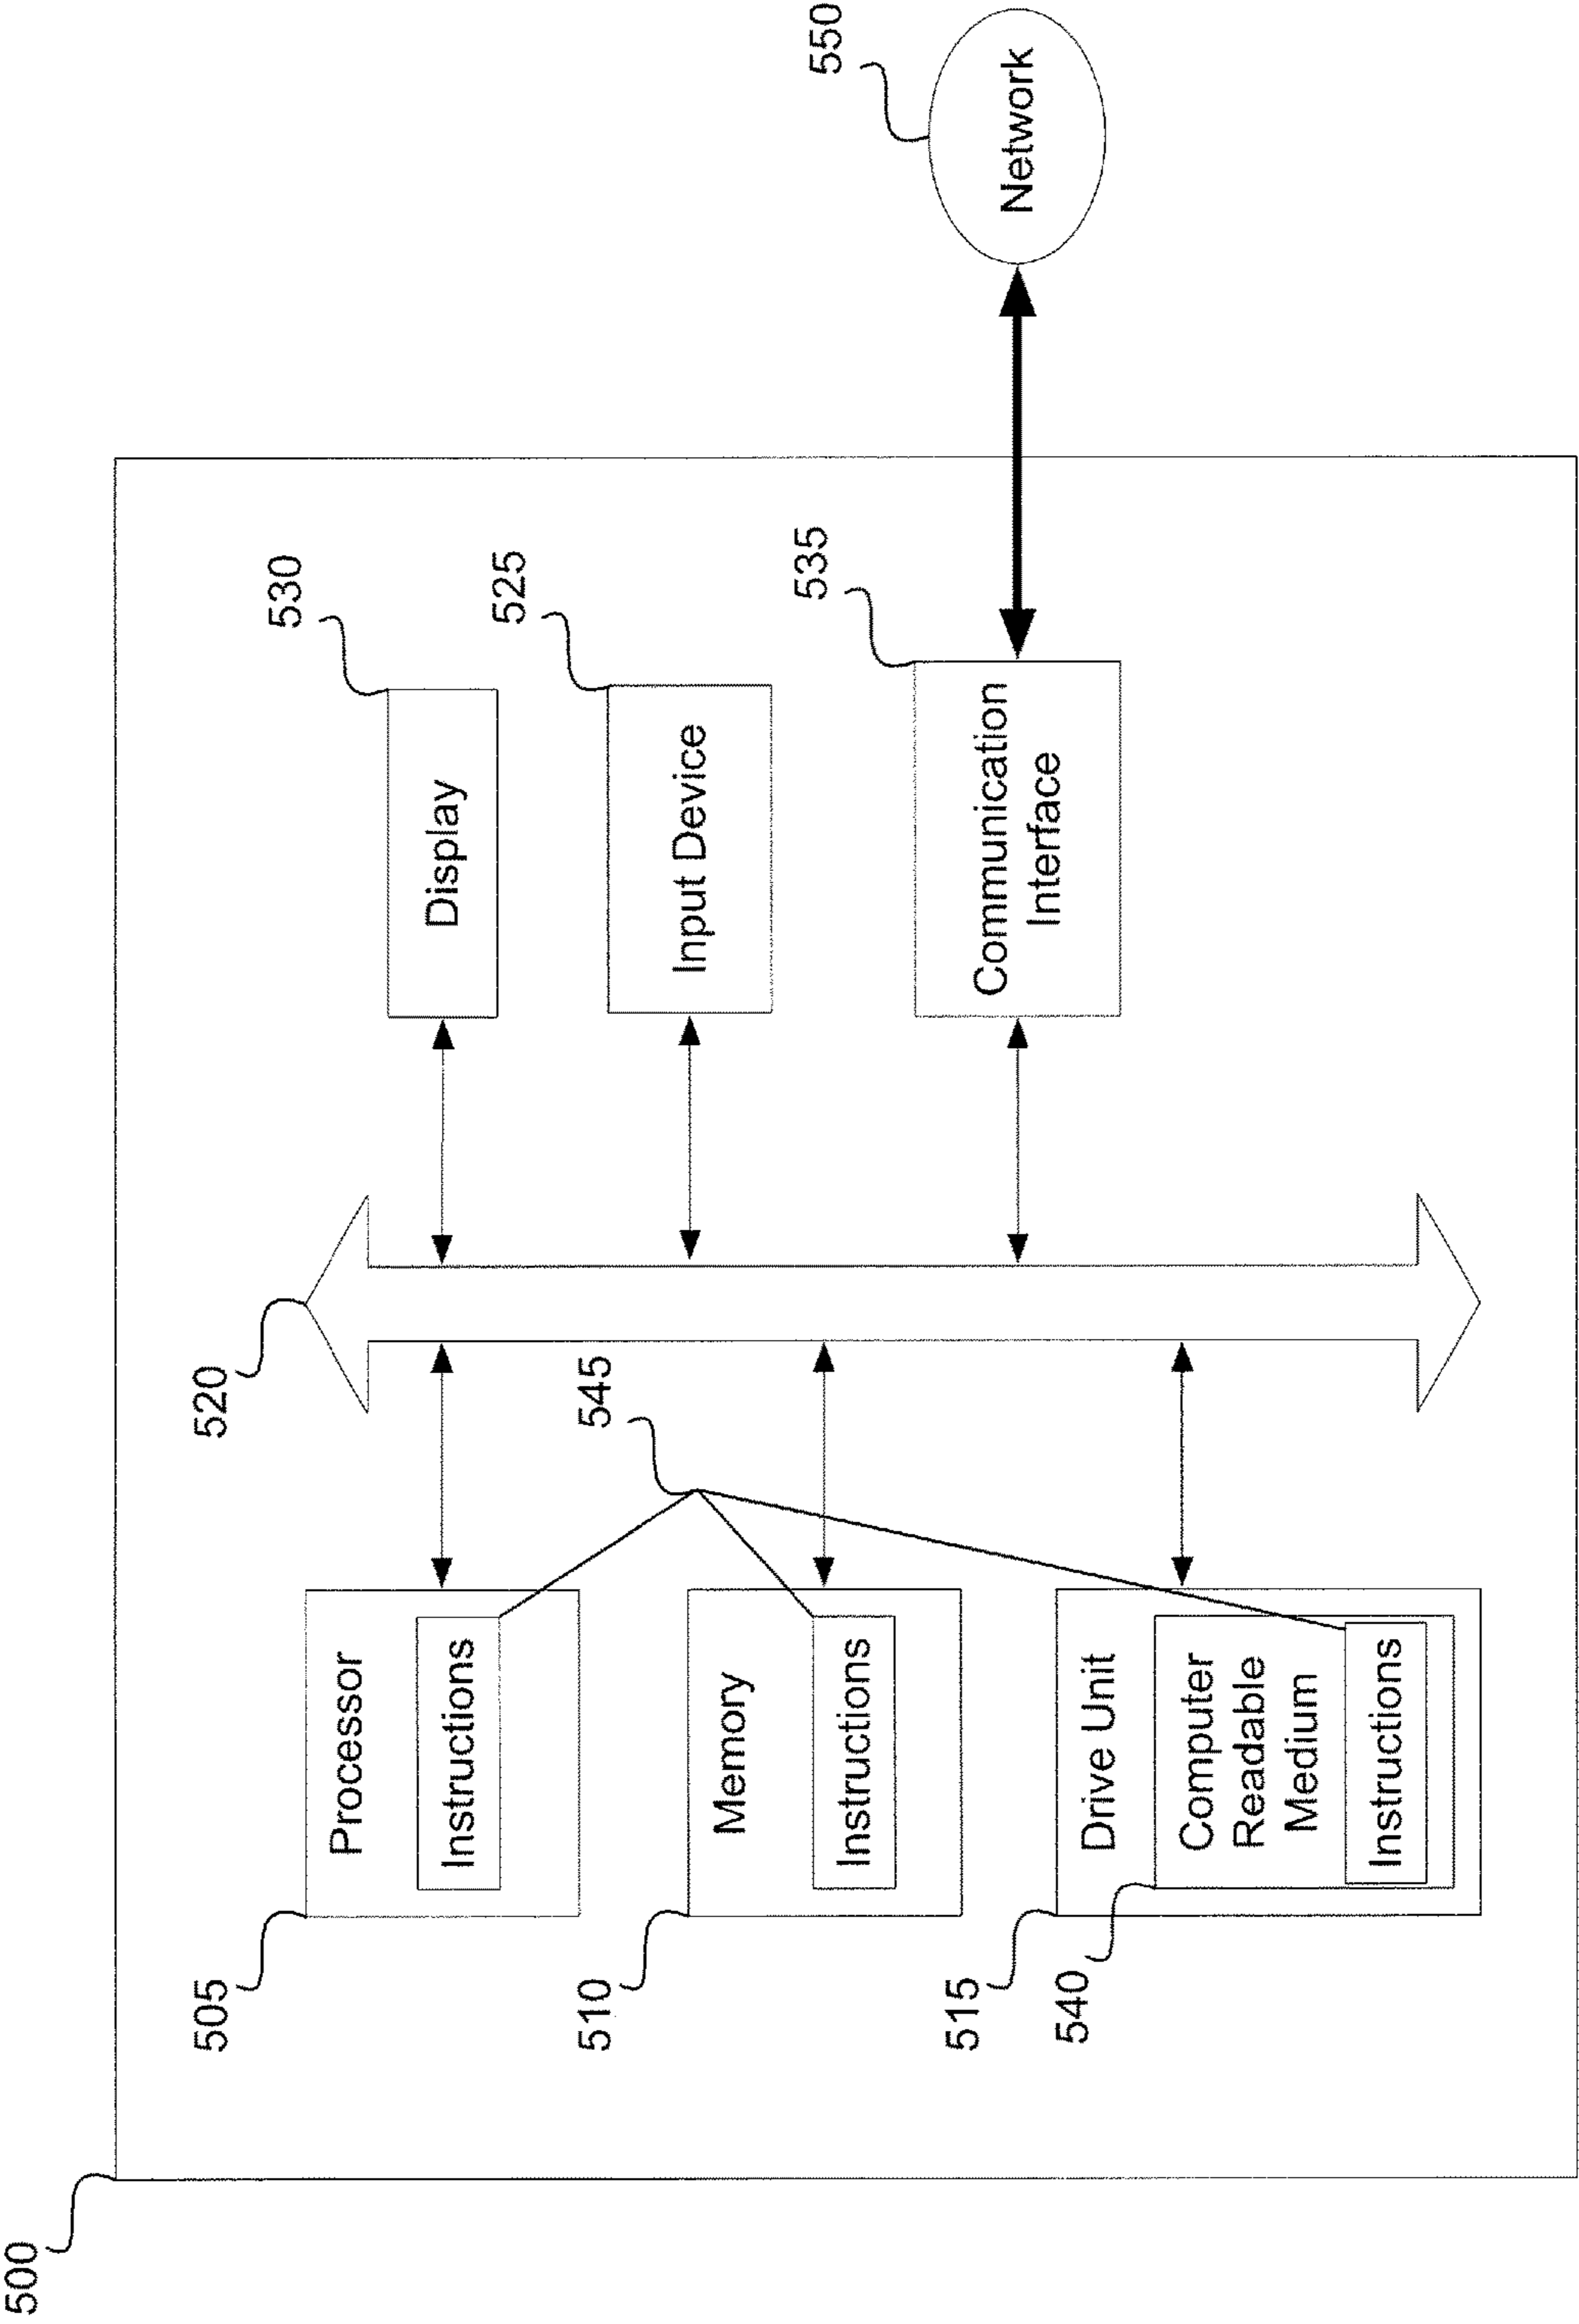 500
505
Processor
Instructions
510
Memory
Instructions
515
Drive Unit
540
Computer
Readable
Medium
Instructions
545
520
530
Display
525
Input Device
535
Communication
Interface
550
Network